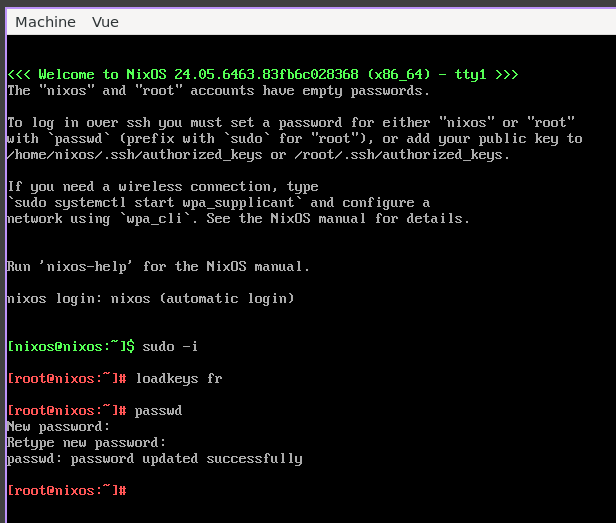 Machine Vue
<<< Welcome to NixOS 24.05.6463.83fb6c028368 (x86_64) - tty1 >>>
The "nixos" and "root" accounts have empty passwords.
To log in over ssh you must set a password for either "nixos" or "root"
with `passwd` (prefix with `sudo` for "root"), or add your public key to
/home/nixos/.ssh/authorized_keys or /root/.ssh/authorized_keys.
If you need a wireless connection, type
`sudo systemctl start wpa_supplicant` and configure a
network using `wpa_cli`. See the NixOS manual for details.
Run 'nixos-help' for the NixOS manual.
nixos login: nixos (automatic login)
[nixos@nixos:~]$ sudo -i
[root@nixos:~]# loadkeys fr
[root@nixos:~]# passwd
New password:
Retype new password:
passwd: password updated successfully
[root@nixos:~]#